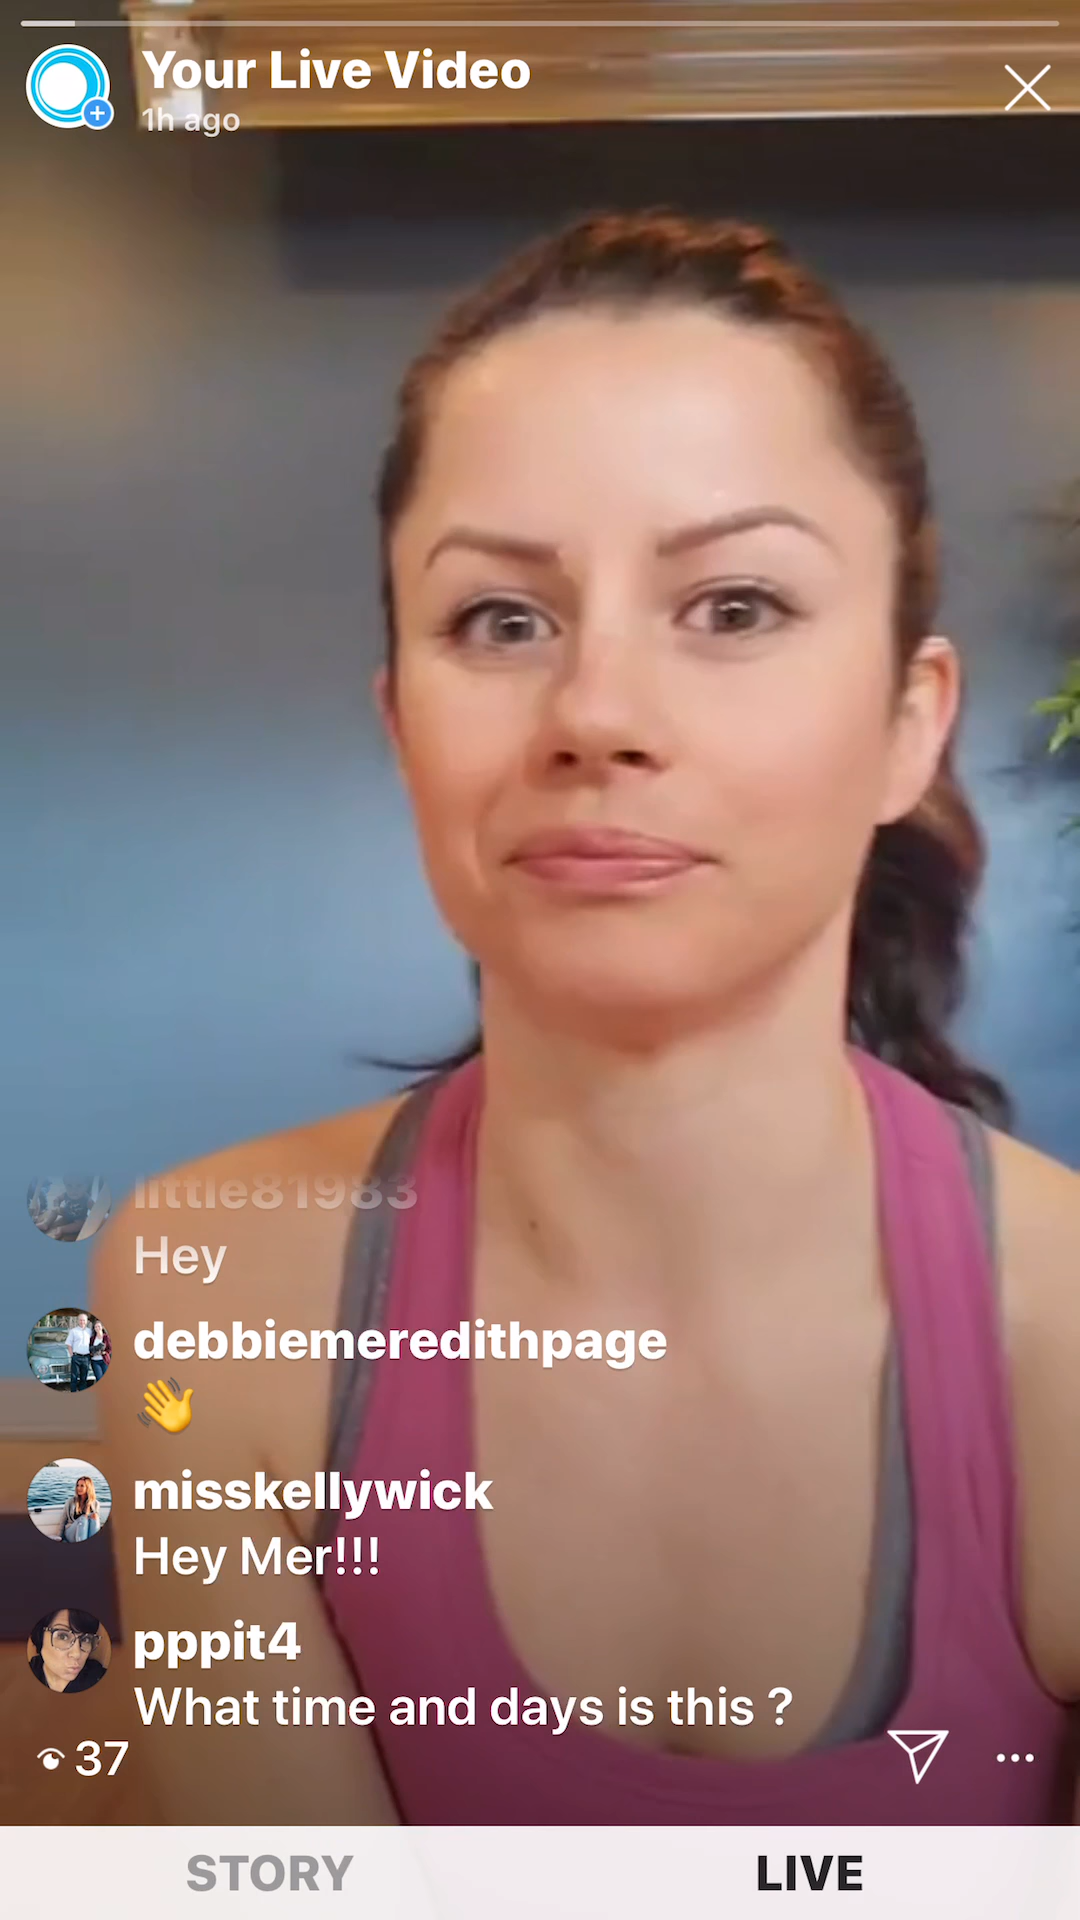 Your Live Video
1h ago
little81983
Hey
debbiemeredithpage
👋
misskellywick
Hey Mer!!!
pppit4
What time and days is this ?
37
STORY
LIVE